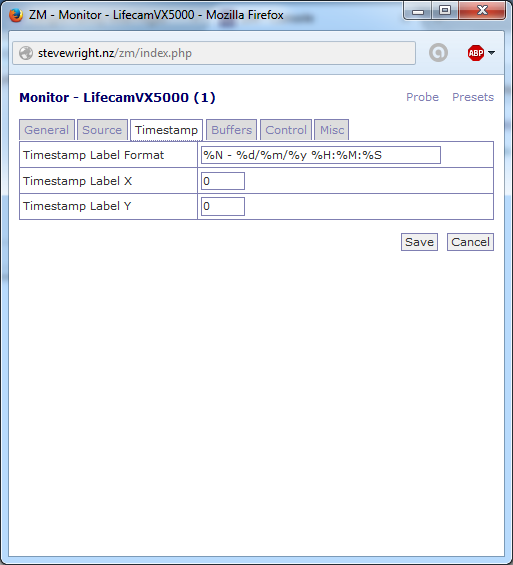 ZM - Monitor - LifecamVX5000 - Mozilla Firefox
stevewright.nz/zm/index.php
ABP
Monitor - LifecamVX5000 (1) Probe Presets
General Source Timestamp Buffers Control Misc
Timestamp Label Format %N - %d/%m/%y %H:%M:%S
Timestamp Label X 0
Timestamp Label Y 0
Save Cancel